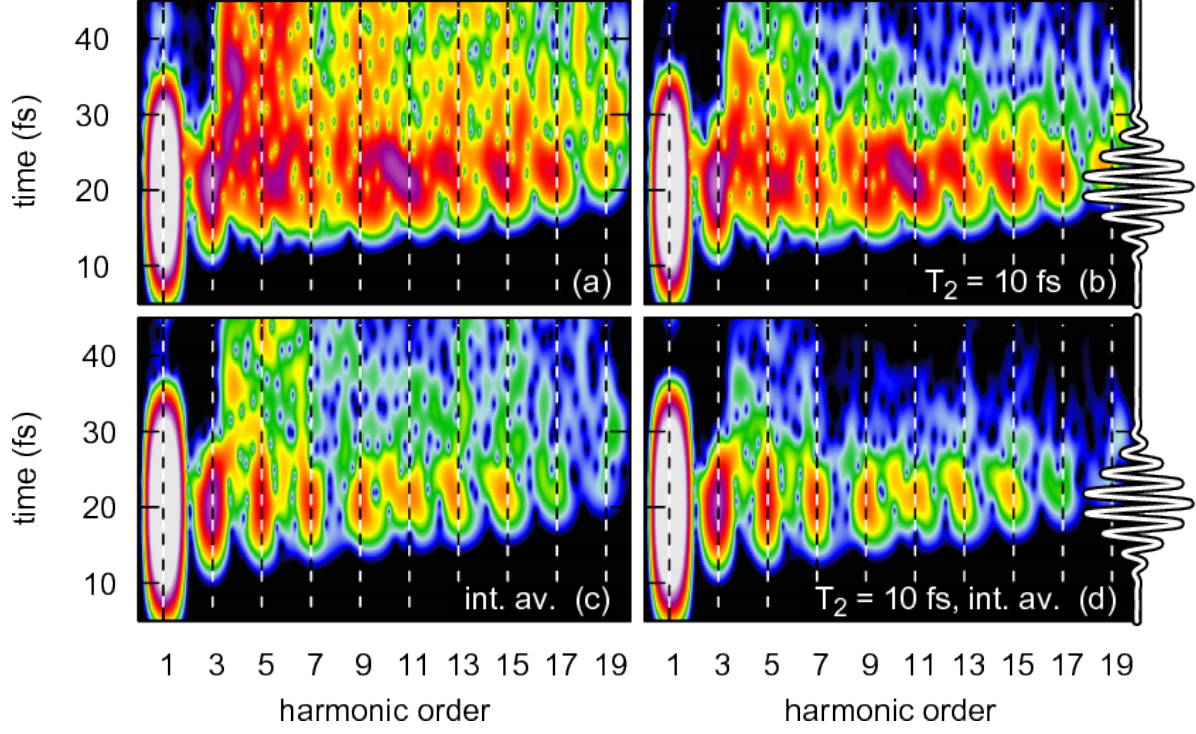 40
30
20
10
time (fs)
(a)
T2 = 10 fs (b)
40
30
20
10
time (fs)
int. av. (c)
T2 = 10 fs, int. av. (d)
1 3 5 7 9 11 13 15 17 19
1 3 5 7 9 11 13 15 17 19
harmonic order
harmonic order